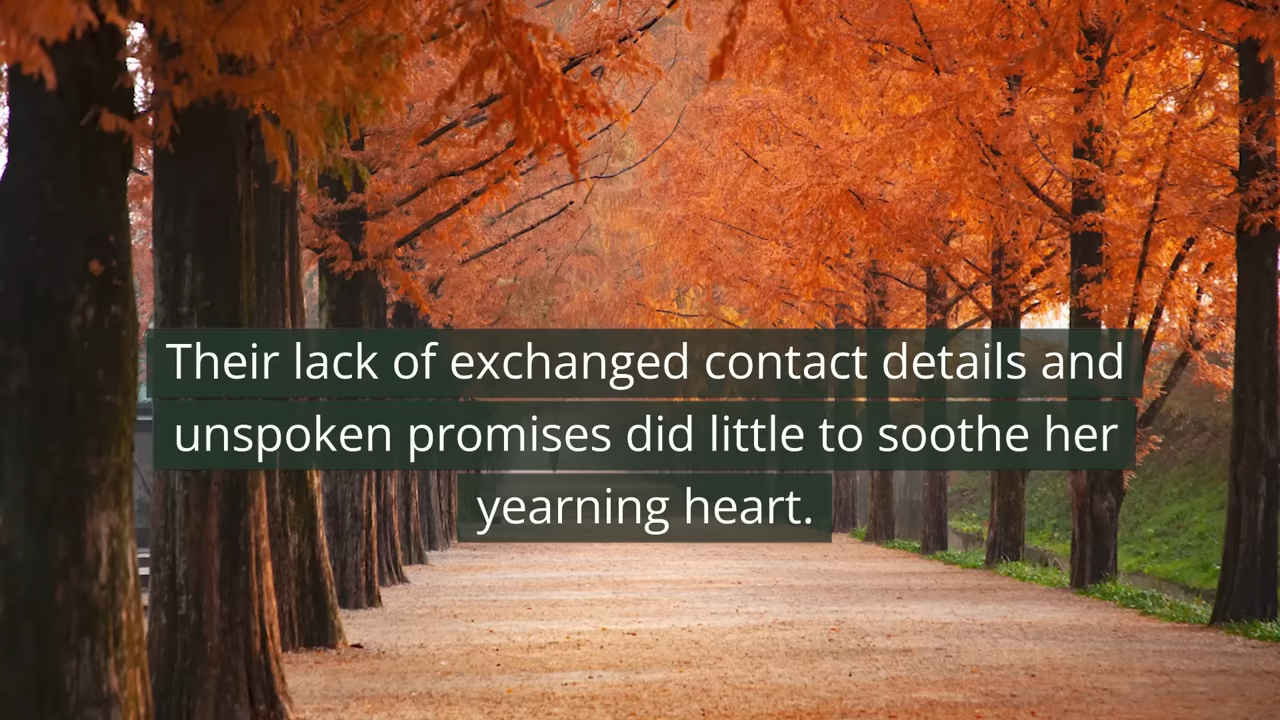 Their lack of exchanged contact details and
unspoken promises did little to soothe her
yearning heart.